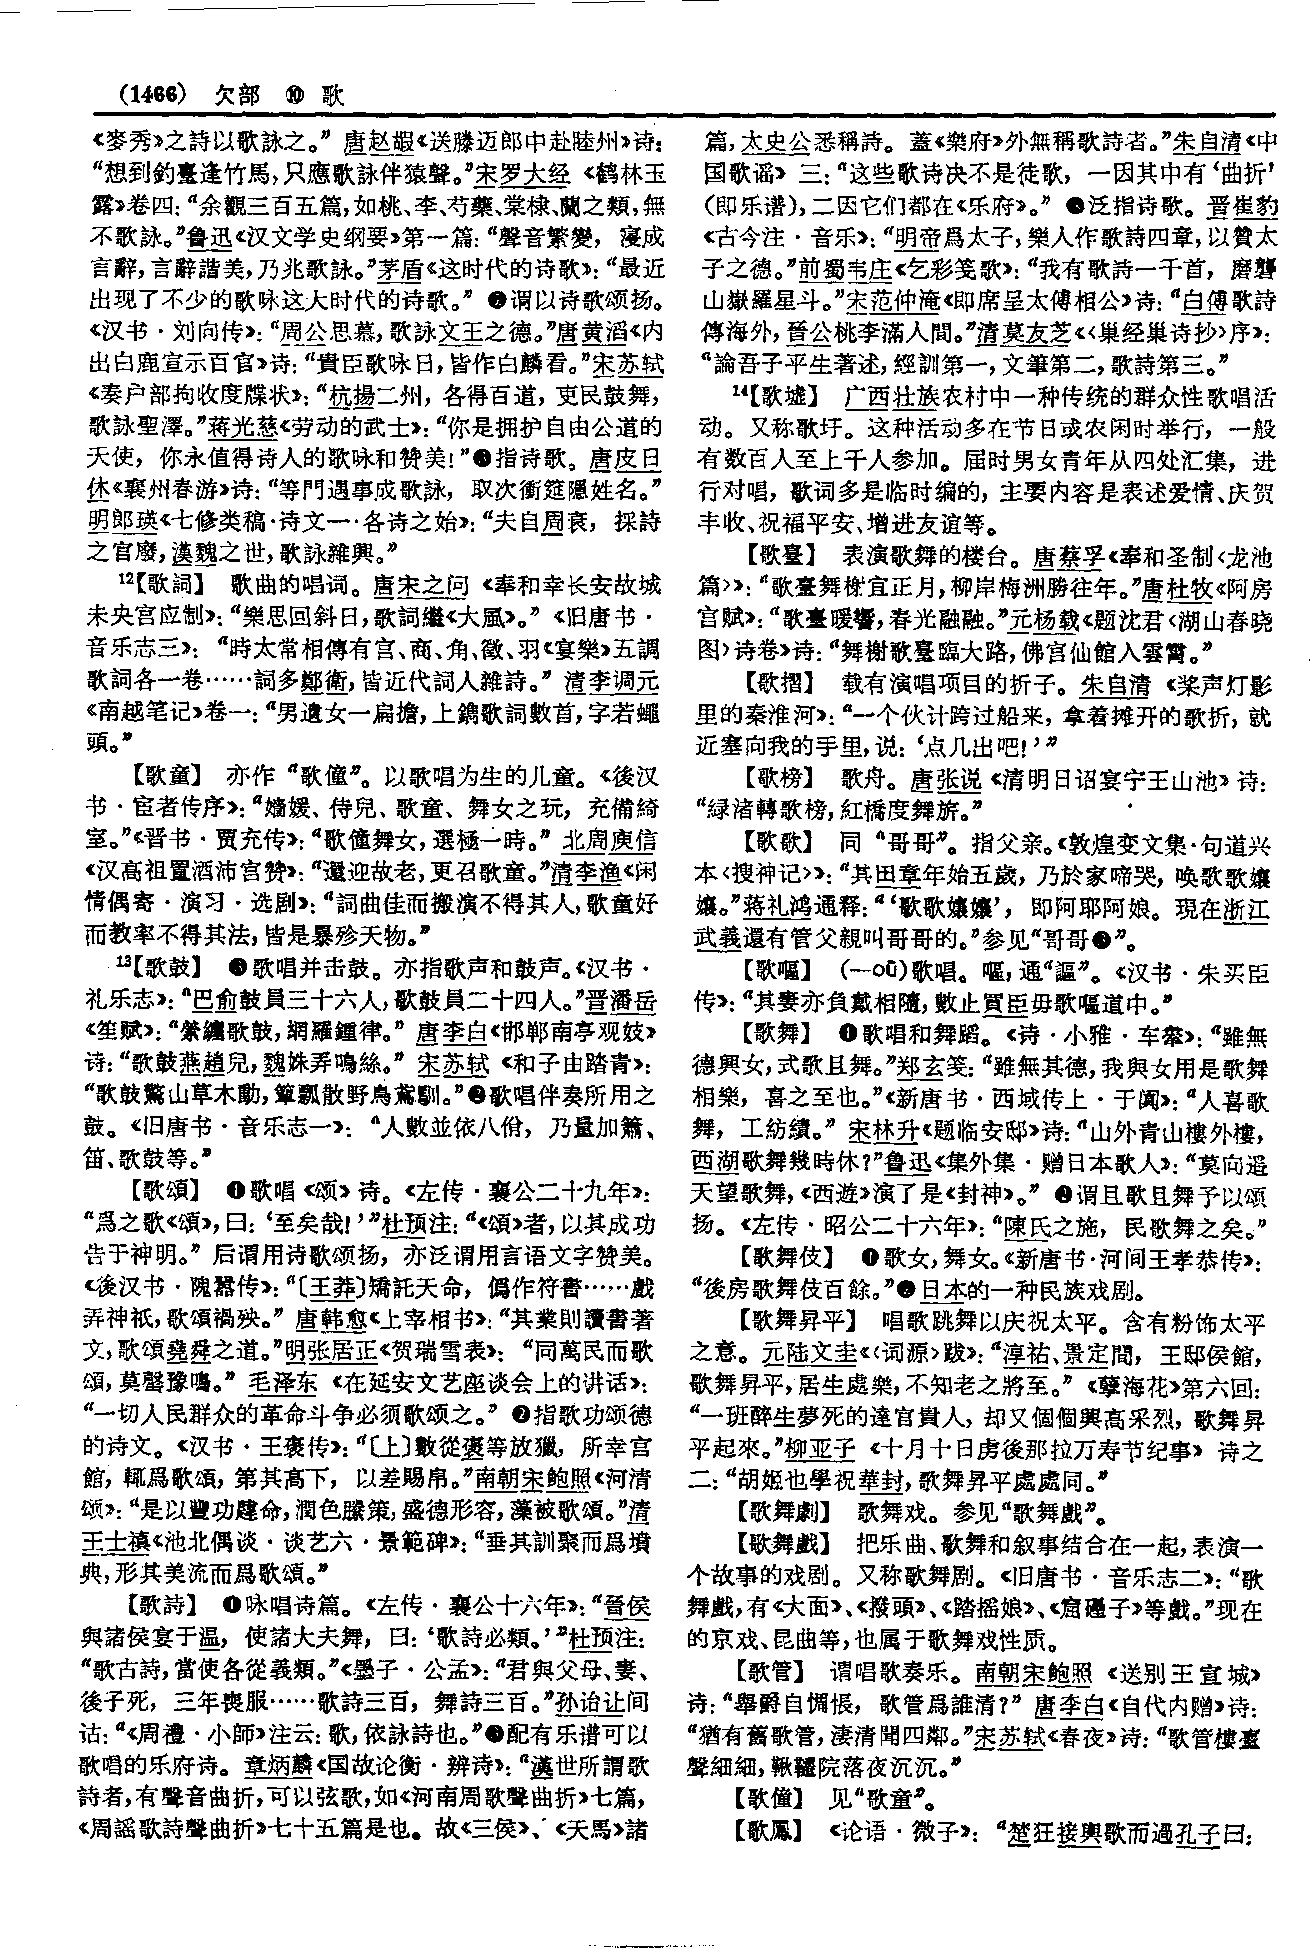 (1466) 欠部 ⑩ 歌
《麥秀》之詩以歌詠之。” 唐赵嘏《送滕迈郎中赴睦州》诗：
“想到釣臺逢竹馬，只應歌詠伴猿聲。”宋罗大经《鹤林玉
露》卷四：“余觀三百五篇，如桃、李、芍藥、棠棣、蘭之類，無
不歌詠。”鲁迅《汉文学史纲要》第一篇：“聲音繁變，寖成
言辭，言辭諧美，乃兆歌詠。”茅盾《这时代的诗歌》：“最近
出现了不少的歌咏这大时代的诗歌。” ❷谓以诗歌颂扬。
《汉书·刘向传》：“周公思慕，歌詠文王之德。”唐黄滔《内
出白鹿宣示百官》诗：“貴臣歌咏日，皆作白麟看。”宋苏轼
《奏户部拘收度牒状》：“杭揚二州，各得百道，吏民鼓舞，
歌詠聖澤。”蒋光慈《劳动的武士》：“你是拥护自由公道的
天使，你永值得诗人的歌咏和赞美！”❸指诗歌。唐皮日
休《襄州春游》诗：“等門遇事成歌詠，取次衝筵隱姓名。”
明郎瑛《七修类稿·诗文一·各诗之始》：“夫自周衰，採詩
之官廢，漢魏之世，歌詠雜興。”
12【歌詞】 歌曲的唱词。唐宋之问《奉和幸长安故城
未央宫应制》：“樂思回斜日，歌詞繼《大風》。”《旧唐书·
音乐志三》：“時太常相傳有宫、商、角、徵、羽《宴樂》五調
歌詞各一卷……詞多鄭衛，皆近代詞人雜詩。” 清李调元
《南越笔记》卷一：“男遺女一扁擔，上鐫歌詞數首，字若蠅
頭。”
【歌童】 亦作“歌僮”。以歌唱为生的儿童。《後汉
书·宦者传序》：“嬙媛、侍兒、歌童、舞女之玩，充備綺
室。”《晋书·贾充传》：“歌僮舞女，選極一時。” 北周庾信
《汉高祖置酒沛宫赞》：“還迎故老，更召歌童。”清李渔《闲
情偶寄·演习·选剧》：“詞曲佳而搬演不得其人，歌童好
而教率不得其法，皆是暴殄天物。”
13【歌鼓】 ❶歌唱并击鼓。亦指歌声和鼓声。《汉书·
礼乐志》：“巴俞鼓員三十六人，歌鼓員二十四人。”晋潘岳
《笙赋》：“縈纏歌鼓，網羅鍾律。” 唐李白《邯郸南亭观妓》
诗：“歌鼓燕趙兒，魏姝弄鳴絲。” 宋苏轼《和子由踏青》：
“歌鼓驚山草木動，簞瓢散野烏鳶馴。”❷歌唱伴奏所用之
鼓。《旧唐书·音乐志一》：“人數並依八佾，乃量加簫、
笛、歌鼓等。”
【歌頌】 ❶歌唱《颂》诗。《左传·襄公二十九年》：
“爲之歌《頌》，曰：‘至矣哉！’”杜预注：“《頌》者，以其成功
告于神明。” 后谓用诗歌颂扬，亦泛谓用言语文字赞美。
《後汉书·隗嚣传》：“〔王莽〕矯託天命，僞作符書……戲
弄神祇，歌頌禍殃。” 唐韩愈《上宰相书》：“其業則讀書著
文，歌頌堯舜之道。”明张居正《贺瑞雪表》：“同萬民而歌
頌，莫罄豫鳴。” 毛泽东《在延安文艺座谈会上的讲话》：
“一切人民群众的革命斗争必须歌颂之。” ❷指歌功颂德
的诗文。《汉书·王褒传》：“〔上〕數從褒等放獵，所幸宫
館，輒爲歌頌，第其高下，以差賜帛。”南朝宋鲍照《河清
颂》：“是以豐功韙命，潤色縢策，盛德形容，藻被歌頌。”清
王士禛《池北偶谈·谈艺六·景範碑》：“垂其訓聚而爲墳
典，形其美流而爲歌頌。”
【歌詩】 ❶咏唱诗篇。《左传·襄公十六年》：“晉侯
與諸侯宴于温，使諸大夫舞，曰：‘歌詩必類。’”杜预注：
“歌古詩，當使各從義類。”《墨子·公孟》：“君與父母、妻、
後子死，三年喪服……歌詩三百，舞詩三百。”孙诒让间
诂：“《周禮·小師》注云：歌，依詠詩也。”❷配有乐谱可以
歌唱的乐府诗。章炳麟《国故论衡·辨诗》：“漢世所謂歌
詩者，有聲音曲折，可以弦歌，如《河南周歌聲曲折》七篇，
《周謡歌詩聲曲折》七十五篇是也。故《三侯》、《天馬》諸
篇，太史公悉稱詩。蓋《樂府》外無稱歌詩者。”朱自清《中
国歌谣》三：“这些歌诗决不是徒歌，一因其中有‘曲折’
（即乐谱），二因它们都在《乐府》。” ❸泛指诗歌。晋崔豹
《古今注·音乐》：“明帝爲太子，樂人作歌詩四章，以贊太
子之德。”前蜀韦庄《乞彩笺歌》：“我有歌詩一千首，磨礱
山嶽羅星斗。”宋范仲淹《即席呈太傅相公》诗：“白傅歌詩
傳海外，晉公桃李滿人間。”清莫友芝《〈巢经巢诗抄〉序》：
“論吾子平生著述，經訓第一，文筆第二，歌詩第三。”
14【歌墟】 广西壮族农村中一种传统的群众性歌唱活
动。又称歌圩。这种活动多在节日或农闲时举行，一般
有数百人至上千人参加。届时男女青年从四处汇集，进
行对唱，歌词多是临时编的，主要内容是表述爱情、庆贺
丰收、祝福平安、增进友谊等。
【歌臺】 表演歌舞的楼台。唐蔡孚《奉和圣制〈龙池
篇〉》：“歌臺舞榭宜正月，柳岸梅洲勝往年。”唐杜牧《阿房
宫赋》：“歌臺暖響，春光融融。”元杨载《题沈君〈湖山春晓
图〉诗卷》诗：“舞榭歌臺臨大路，佛宫仙館入雲霄。”
【歌摺】 载有演唱项目的折子。朱自清《桨声灯影
里的秦淮河》：“一个伙计跨过船来，拿着摊开的歌折，就
近塞向我的手里，说：‘点几出吧！’”
【歌榜】 歌舟。唐张说《清明日诏宴宁王山池》诗：
“緑渚轉歌榜，紅橋度舞旂。”
【歌歌】 同“哥哥”。指父亲。《敦煌变文集·句道兴
本〈搜神记〉》：“其田章年始五歲，乃於家啼哭，唤歌歌孃
孃。”蒋礼鸿通释：“‘歌歌孃孃’，即阿耶阿娘。現在浙江
武義還有管父親叫哥哥的。”参见“哥哥❸”。
【歌嘔】 （一oū）歌唱。嘔，通“謳”。《汉书·朱买臣
传》：“其妻亦負戴相隨，數止買臣毋歌嘔道中。”
【歌舞】 ❶歌唱和舞蹈。《诗·小雅·车舝》：“雖無
德與女，式歌且舞。”郑玄笺：“雖無其德，我與女用是歌舞
相樂，喜之至也。”《新唐书·西域传上·于阗》：“人喜歌
舞，工紡績。” 宋林升《题临安邸》诗：“山外青山樓外樓，
西湖歌舞幾時休？”鲁迅《集外集·赠日本歌人》：“莫向遥
天望歌舞，《西遊》演了是《封神》。” ❷谓且歌且舞予以颂
扬。《左传·昭公二十六年》：“陳氏之施，民歌舞之矣。”
【歌舞伎】 ❶歌女，舞女。《新唐书·河间王孝恭传》：
“後房歌舞伎百餘。”❷日本的一种民族戏剧。
【歌舞昇平】 唱歌跳舞以庆祝太平。含有粉饰太平
之意。元陆文圭《〈词源〉跋》：“淳祐、景定間，王邸侯館，
歌舞昇平，居生處樂，不知老之將至。”《孽海花》第六回：
“一班醉生夢死的達官貴人，却又個個興高采烈，歌舞昇
平起來。”柳亚子《十月十日虏後那拉万寿节纪事》诗之
二：“胡姬也學祝華封，歌舞昇平處處同。”
【歌舞劇】 歌舞戏。参见“歌舞戲”。
【歌舞戲】 把乐曲、歌舞和叙事结合在一起，表演一
个故事的戏剧。又称歌舞剧。《旧唐书·音乐志二》：“歌
舞戲，有《大面》、《撥頭》、《踏摇娘》、《窟礧子》等戲。”现在
的京戏、昆曲等，也属于歌舞戏性质。
【歌管】 谓唱歌奏乐。南朝宋鲍照《送别王宣城》
诗：“舉爵自惆悵，歌管爲誰清？” 唐李白《自代内赠》诗：
“猶有舊歌管，淒清聞四鄰。”宋苏轼《春夜》诗：“歌管樓臺
聲細細，鞦韆院落夜沉沉。”
【歌僮】 见“歌童”。
【歌鳳】 《论语·微子》：“楚狂接輿歌而過孔子曰：